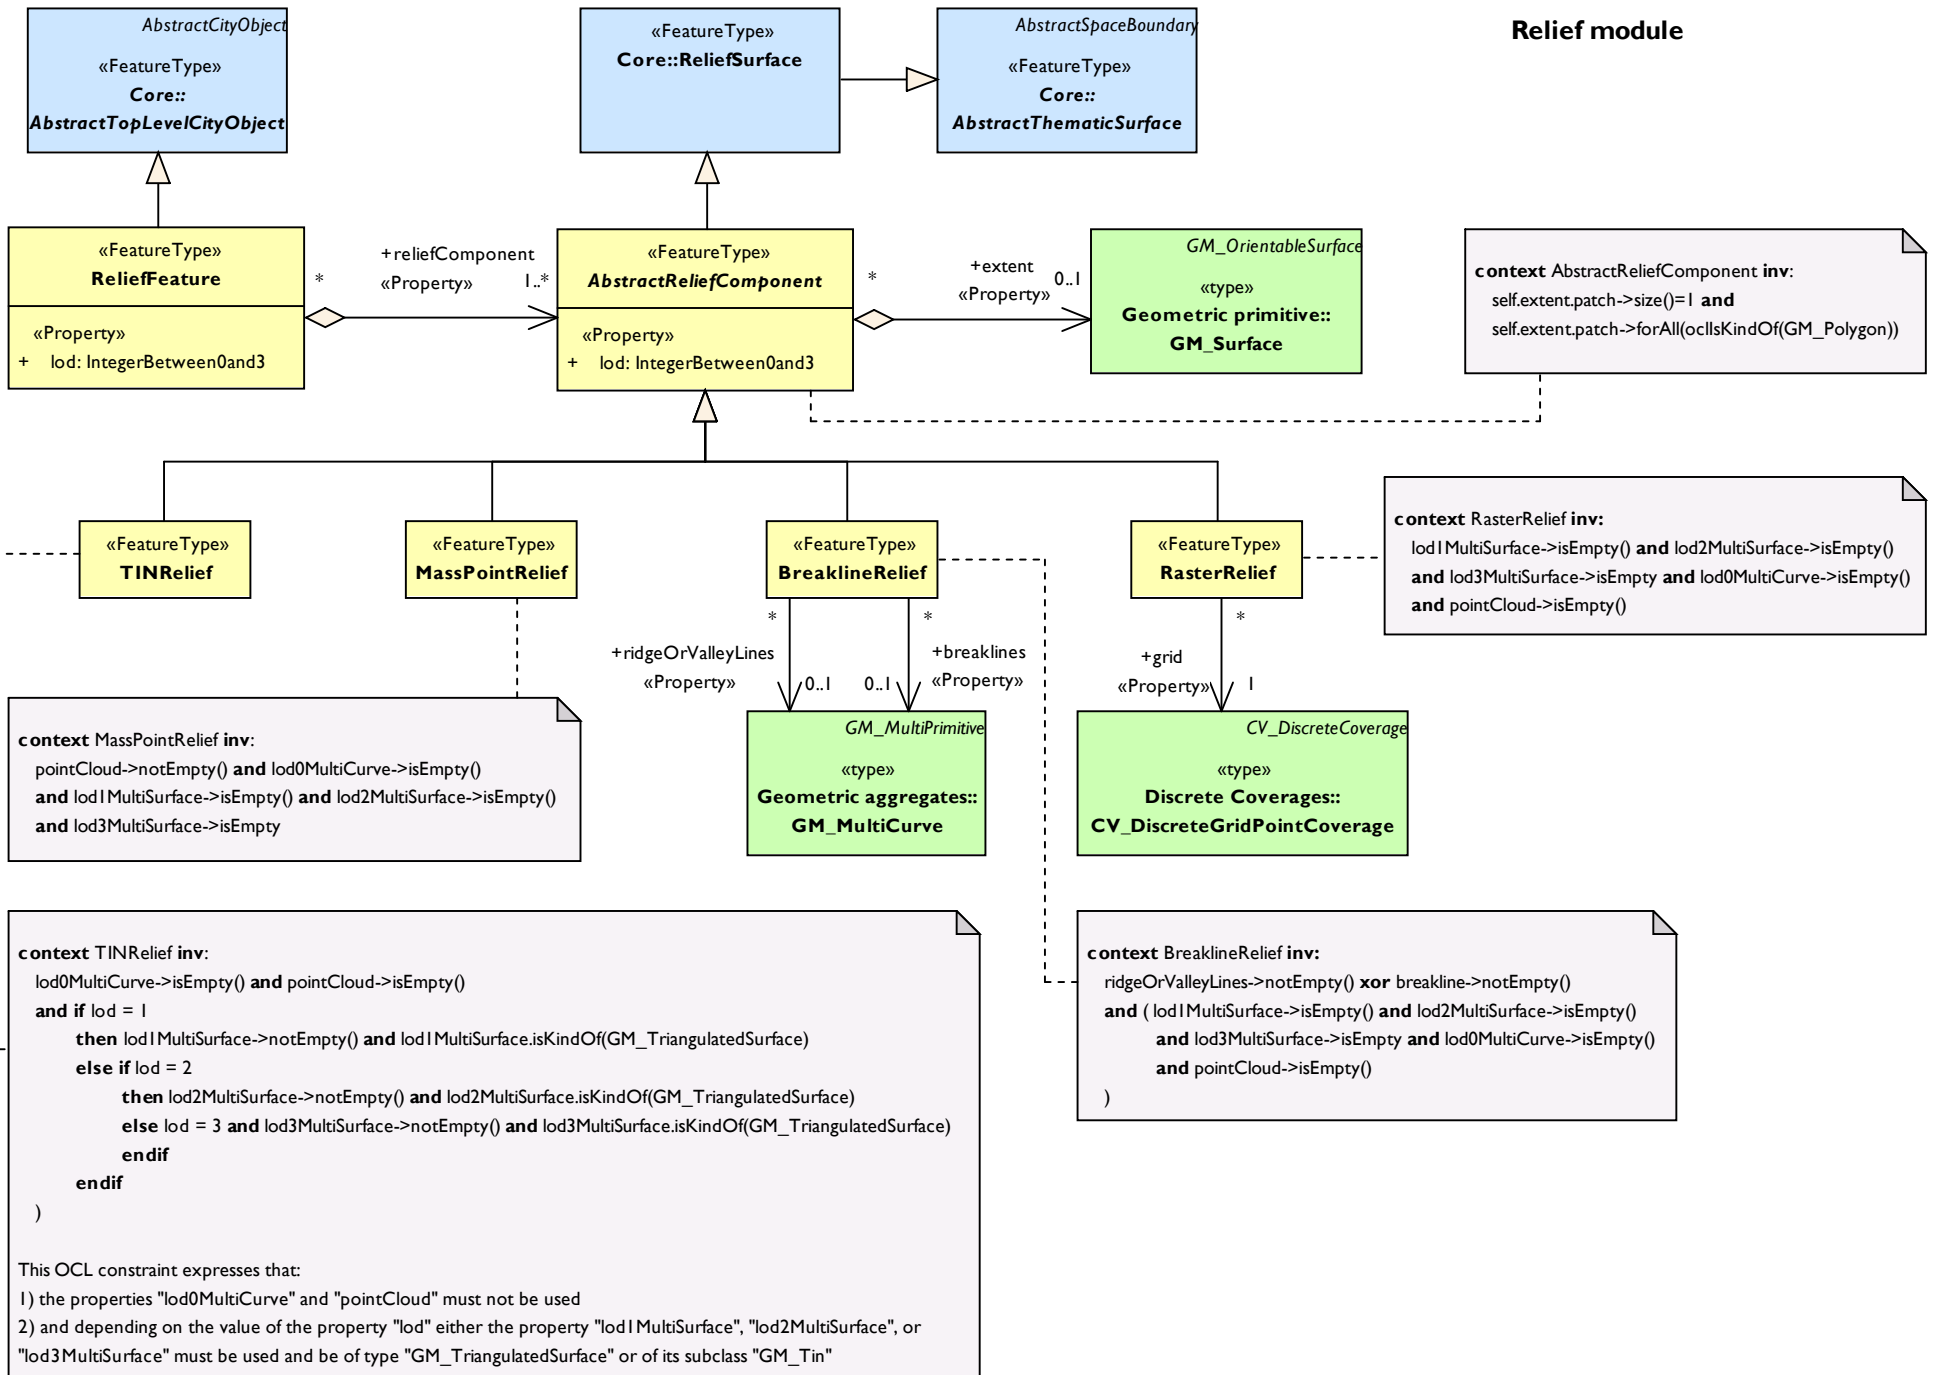 Relief module
AbstractCityObject
«FeatureType»
Core::
AbstractTopLevelCityObject
«FeatureType»
Core::ReliefSurface
AbstractSpaceBoundary
«FeatureType»
Core::
AbstractThematicSurface
«FeatureType»
ReliefFeature
«Property»
+ lod: IntegerBetween0and3
*
+reliefComponent
«Property»
1..*
«FeatureType»
AbstractReliefComponent
«Property»
+ lod: IntegerBetween0and3
*
+extent
«Property»
0..1
GM_OrientableSurface
«type»
Geometric primitive::
GM_Surface
context AbstractReliefComponent inv:
self.extent.patch->size()=1 and
self.extent.patch->forAll(oclIsKindOf(GM_Polygon))
«FeatureType»
TINRelief
«FeatureType»
MassPointRelief
«FeatureType»
BreaklineRelief
«FeatureType»
RasterRelief
context RasterRelief inv:
lod1MultiSurface->isEmpty() and lod2MultiSurface->isEmpty()
and lod3MultiSurface->isEmpty and lod0MultiCurve->isEmpty()
and pointCloud->isEmpty()
*
+ridgeOrValleyLines
«Property»
0..1
*
+breaklines
«Property»
0..1
*
+grid
«Property»
1
GM_MultiPrimitive
«type»
Geometric aggregates::
GM_MultiCurve
CV_DiscreteCoverage
«type»
Discrete Coverages::
CV_DiscreteGridPointCoverage
context MassPointRelief inv:
pointCloud->notEmpty() and lod0MultiCurve->isEmpty()
and lod1MultiSurface->isEmpty() and lod2MultiSurface->isEmpty()
and lod3MultiSurface->isEmpty
context TINRelief inv:
lod0MultiCurve->isEmpty() and pointCloud->isEmpty()
and if lod = 1
then lod1MultiSurface->notEmpty() and lod1MultiSurface.isKindOf(GM_TriangulatedSurface)
else if lod = 2
then lod2MultiSurface->notEmpty() and lod2MultiSurface.isKindOf(GM_TriangulatedSurface)
else lod = 3 and lod3MultiSurface->notEmpty() and lod3MultiSurface.isKindOf(GM_TriangulatedSurface)
endif
endif
)
This OCL constraint expresses that:
1) the properties "lod0MultiCurve" and "pointCloud" must not be used
2) and depending on the value of the property "lod" either the property "lod1MultiSurface", "lod2MultiSurface", or
"lod3MultiSurface" must be used and be of type "GM_TriangulatedSurface" or of its subclass "GM_Tin"
context BreaklineRelief inv:
ridgeOrValleyLines->notEmpty() xor breakline->notEmpty()
and ( lod1MultiSurface->isEmpty() and lod2MultiSurface->isEmpty()
and lod3MultiSurface->isEmpty and lod0MultiCurve->isEmpty()
and pointCloud->isEmpty()
)